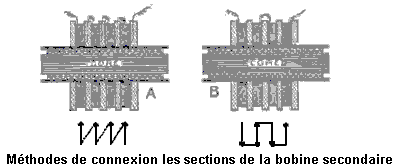 CORE CORE
A B
Méthodes de connexion les sections de la bobine secondaire